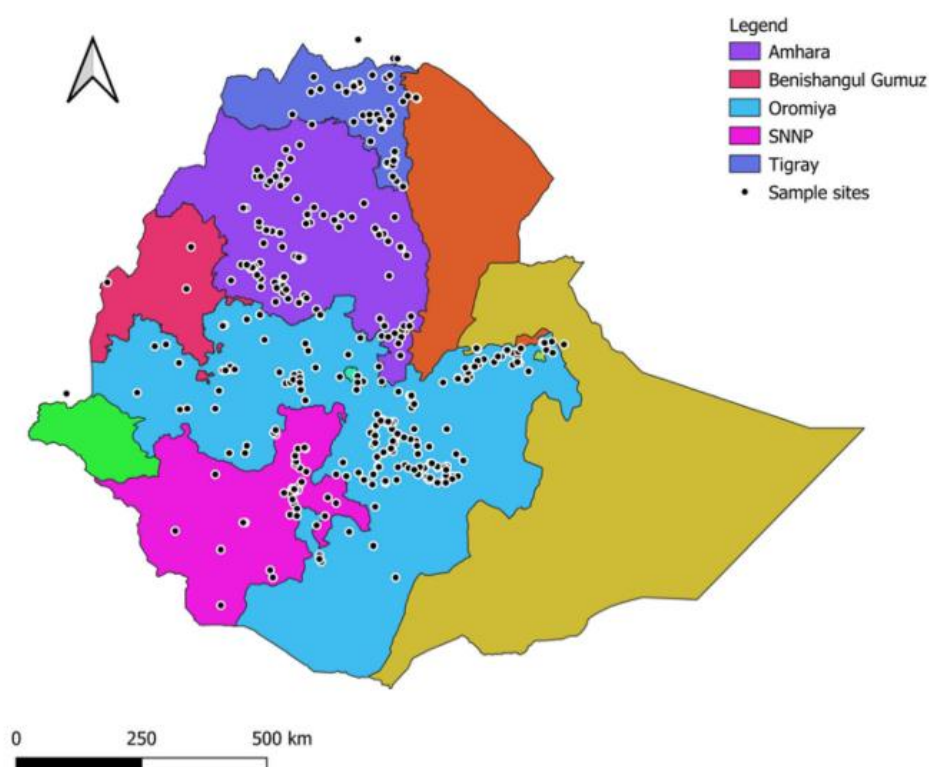 Legend
Amhara
Benishangul Gumuz
Oromiya
SNNP
Tigray
Sample sites
0 250 500 km